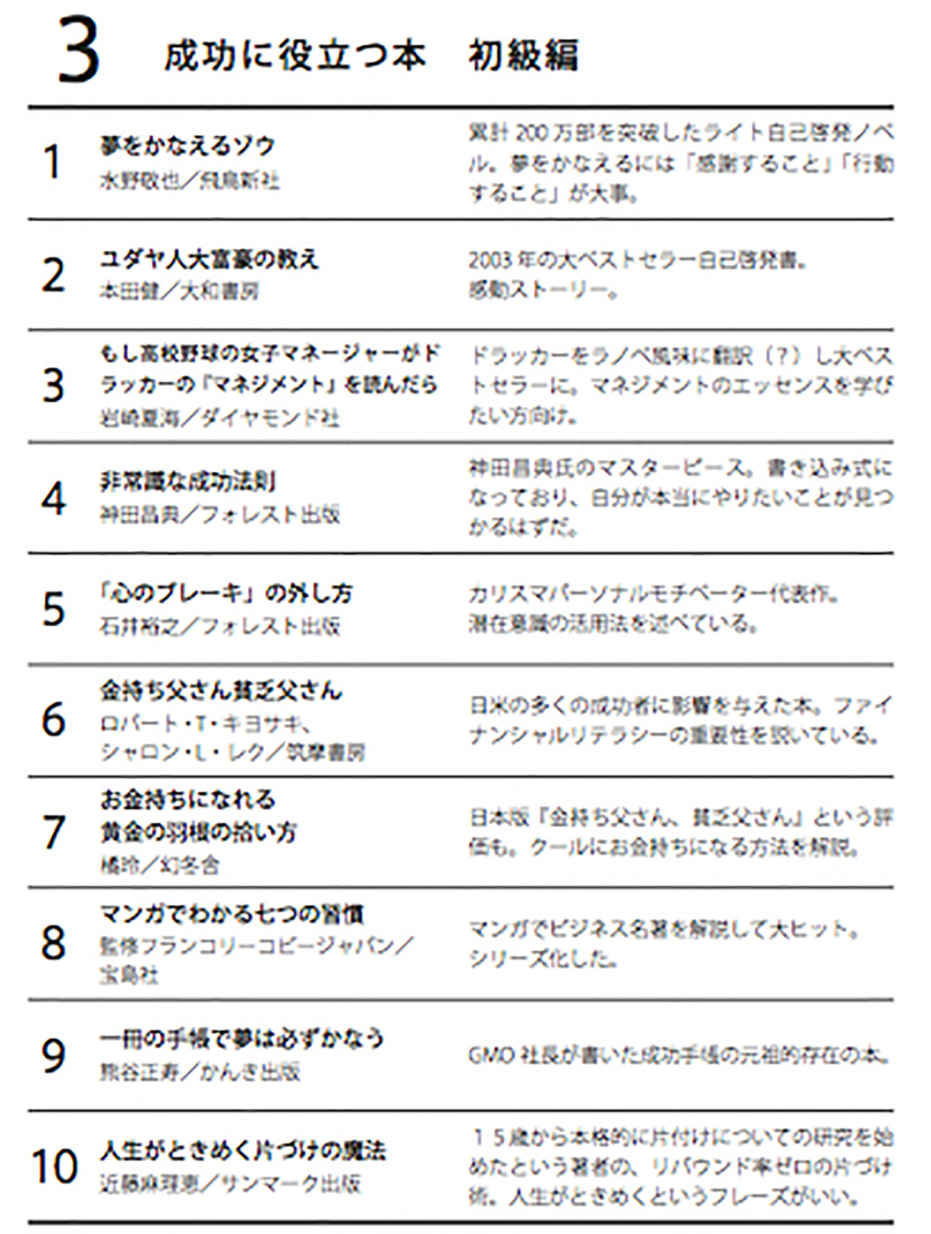 3 成功に役立つ本 初級編
1
夢をかなえるゾウ
水野敬也／飛鳥新社
累計 200 万部を突破したライト自己啓発ノベ
ル。夢をかなえるには「感謝すること」「行動
すること」が大事。
2
ユダヤ人大富豪の教え
本田健／大和書房
2003 年の大ベストセラー自己啓発書。
感動ストーリー。
3
もし高校野球の女子マネージャーがド
ラッカーの『マネジメント』を読んだら
岩崎夏海／ダイヤモンド社
ドラッカーをラノベ風味に翻訳（？）し大ベス
トセラーに。マネジメントのエッセンスを学び
たい方向け。
4
非常識な成功法則
神田昌典／フォレスト出版
神田昌典氏のマスターピース。書き込み式に
なっており、自分が本当にやりたいことが見つ
かるはずだ。
5
「心のブレーキ」の外し方
石井裕之／フォレスト出版
カリスマパーソナルモチベーター代表作。
潜在意識の活用法を述べている。
6
金持ち父さん貧乏父さん
ロバート・T・キヨサキ、
シャロン・L・レク／筑摩書房
日米の多くの成功者に影響を与えた本。ファイ
ナンシャルリテラシーの重要性を説いている。
7
お金持ちになれる
黄金の羽根の拾い方
橘玲／幻冬舎
日本版『金持ち父さん、貧乏父さん』という評
価も。クールにお金持ちになる方法を解説。
8
マンガでわかる七つの習慣
監修フランコリーコビージャパン／
宝島社
マンガでビジネス名著を解説して大ヒット。
シリーズ化した。
9
一冊の手帳で夢は必ずかなう
熊谷正寿／かんき出版
GMO 社長が書いた成功手帳の元祖的存在の本。
10
人生がときめく片づけの魔法
近藤麻理恵／サンマーク出版
１５歳から本格的に片付けについての研究を始
めたという著者の、リバウンド率ゼロの片づけ
術。人生がときめくというフレーズがいい。